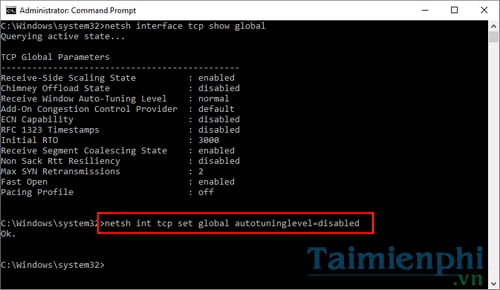 Administrator: Command Prompt
C:\Windows\system32>netsh interface tcp show global
Querying active state...
TCP Global Parameters
----------------------------------------------
Receive-Side Scaling State : enabled
Chimney Offload State : disabled
Receive Window Auto-Tuning Level : normal
Add-On Congestion Control Provider : default
ECN Capability : disabled
RFC 1323 Timestamps : disabled
Initial RTO : 3000
Receive Segment Coalescing State : enabled
Non Sack Rtt Resiliency : disabled
Max SYN Retransmissions : 2
Fast Open : enabled
Pacing Profile : off
C:\Windows\system32>netsh int tcp set global autotuninglevel=disabled
Ok.
C:\Windows\system32>
Taimienphi
.vn